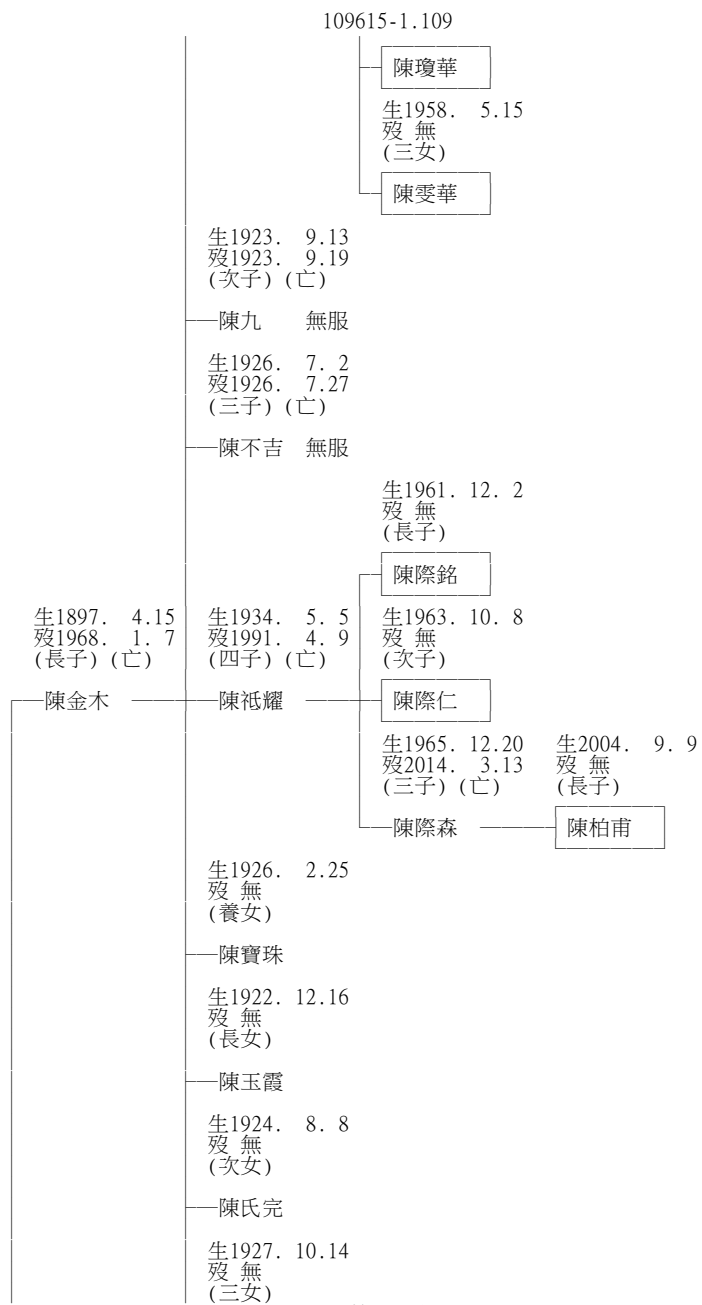 109615-1.109
陳瓊華
生1958. 5.15
歿 無
(三女)
陳雯華
生1923. 9.13
歿1923. 9.19
(次子)(亡)
陳九 無服
生1926. 7. 2
歿1926. 7.27
(三子)(亡)
陳不吉 無服
生1961. 12. 2
歿 無
(長子)
陳際銘
生1897. 4.15 生1934. 5. 5 生1963. 10. 8
歿1968. 1. 7 歿1991. 4. 9 歿 無
(長子)(亡) (四子)(亡) (次子)
陳金木 陳祗耀 陳際仁
生1965. 12.20 生2004. 9. 9
歿2014. 3.13 歿 無
(三子)(亡) (長子)
陳際森 陳柏甫
生1926. 2.25
歿 無
(養女)
陳寶珠
生1922. 12.16
歿 無
(長女)
陳玉霞
生1924. 8. 8
歿 無
(次女)
陳氏完
生1927. 10.14
歿 無
(三女)